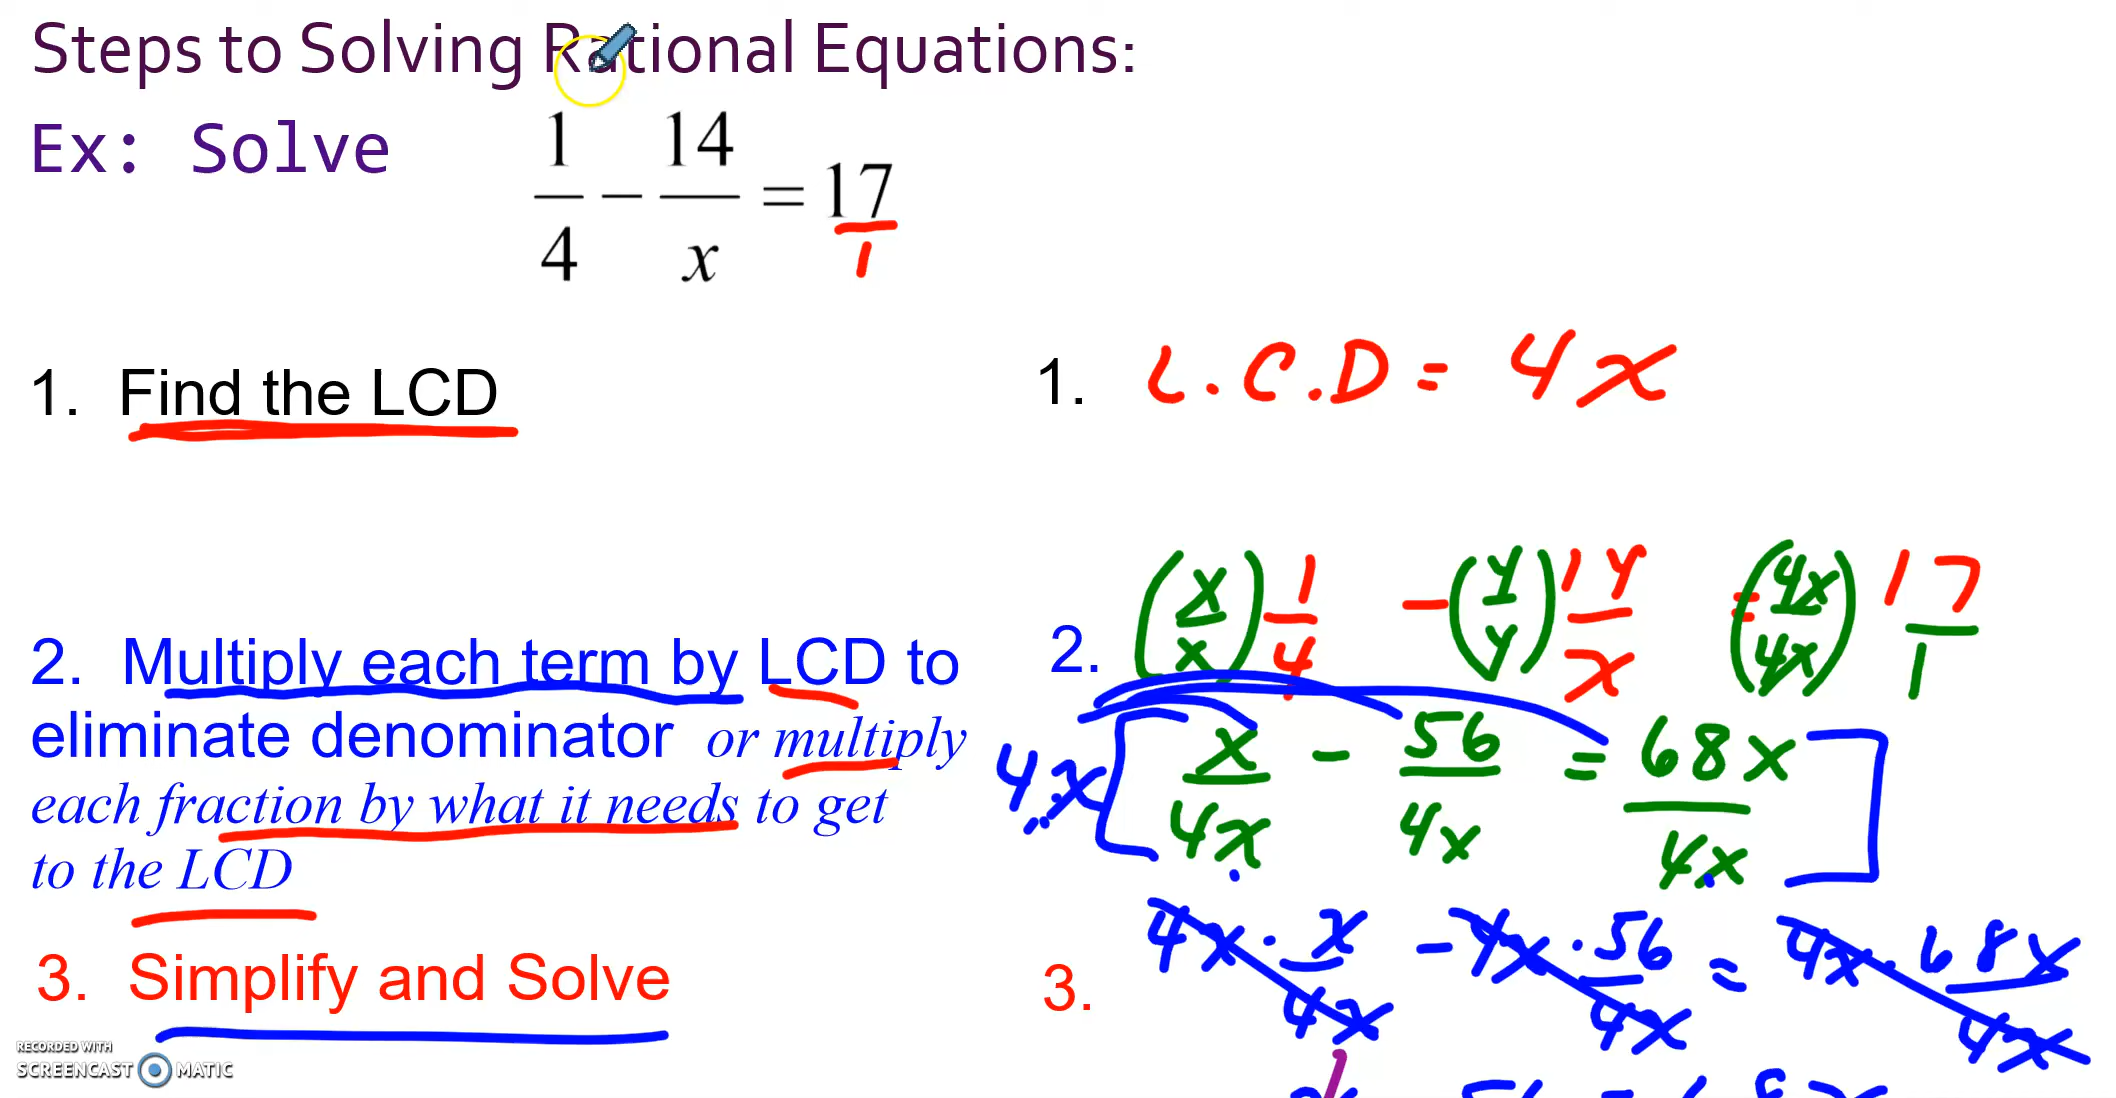 Steps to Solving Rational Equations:
Ex: Solve
1/4 − 14/x = 17/1
1. Find the LCD
1. L.C.D = 4x
2. Multiply each term by LCD to
eliminate denominator or multiply
each fraction by what it needs to get
to the LCD
2. (x/x) 1/4 − (4/4) 14/x = (4x/4x) 17/1
4x [ x/4x − 56/4x = 68x/4x ]
3. Simplify and Solve
3. 4x · x/4x − 4x · 56/4x = 4x · 68x/4x
RECORDED WITH
SCREENCAST MATIC